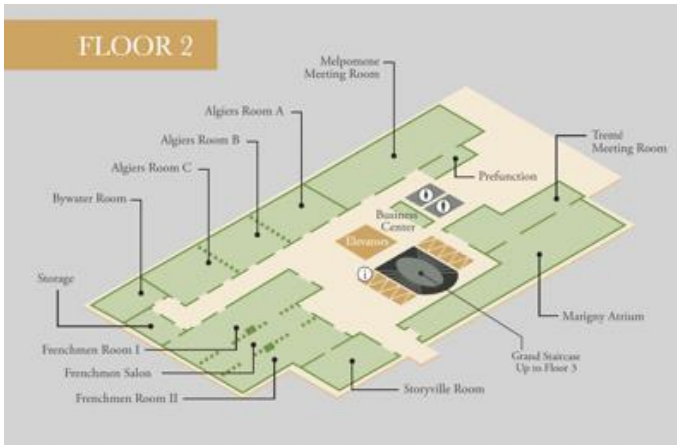 FLOOR 2
Melpomene
Meeting Room
Algiers Room A
Algiers Room B
Algiers Room C
Bywater Room
Tremé
Meeting Room
Prefunction
Business
Center
Elevators
i
Storage
Marigny Atrium
Frenchmen Room I
Grand Staircase
Up to Floor 3
Frenchmen Salon
Storyville Room
Frenchmen Room II